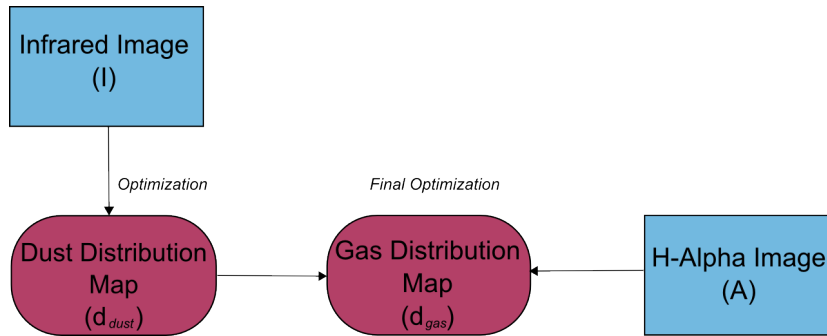 Infrared Image
(I)
Optimization
Final Optimization
Dust Distribution
Map
(d dust)
Gas Distribution
Map
(d gas)
H-Alpha Image
(A)